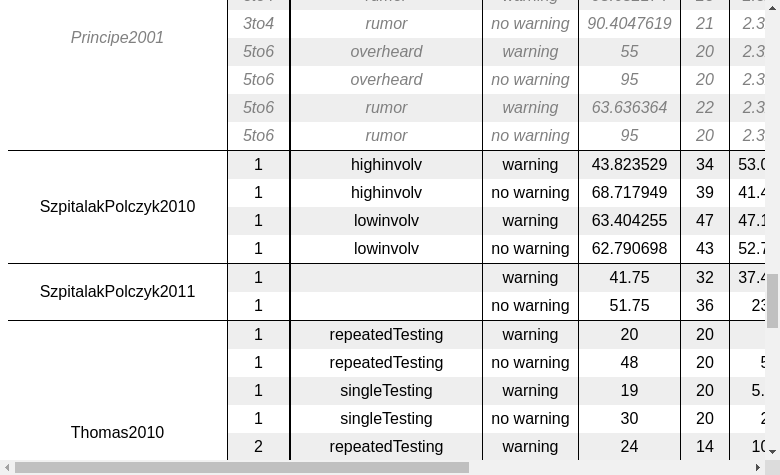 3to4 rumor no warning 90.4047619 21 2.3
Principe2001
5to6 overheard warning 55 20 2.3
5to6 overheard no warning 95 20 2.3
5to6 rumor warning 63.636364 22 2.3
5to6 rumor no warning 95 20 2.3
1 highinvolv warning 43.823529 34 53.0
1 highinvolv no warning 68.717949 39 41.4
SzpitalakPolczyk2010
1 lowinvolv warning 63.404255 47 47.1
1 lowinvolv no warning 62.790698 43 52.7
1 warning 41.75 32 37.4
SzpitalakPolczyk2011
1 no warning 51.75 36 23
1 repeatedTesting warning 20 20
1 repeatedTesting no warning 48 20 5
1 singleTesting warning 19 20 5.
1 singleTesting no warning 30 20 2
Thomas2010
2 repeatedTesting warning 24 14 10